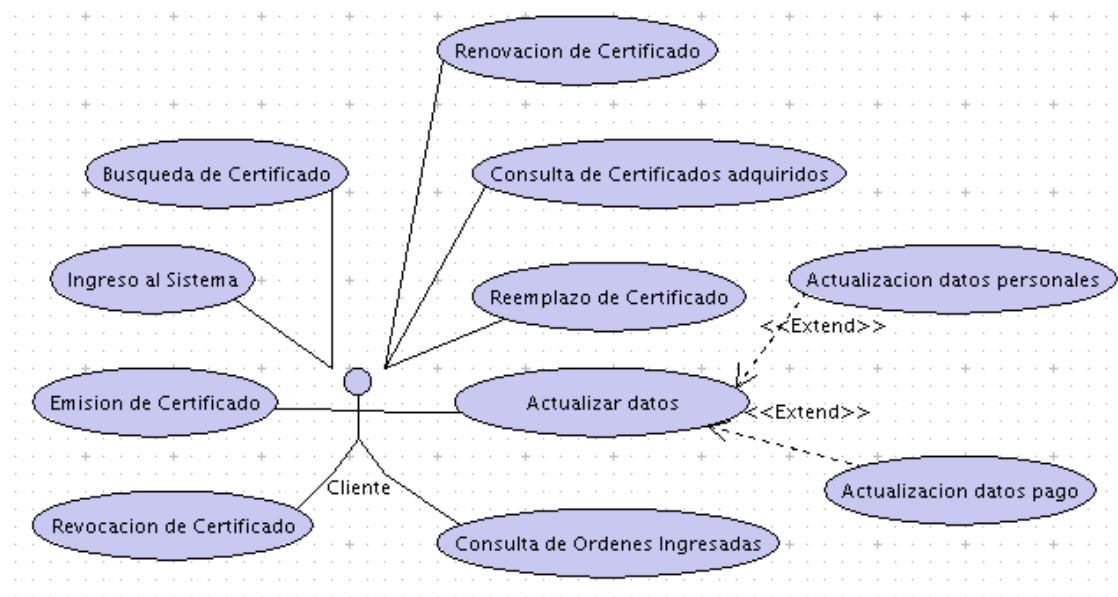 Renovacion de Certificado
Busqueda de Certificado
Consulta de Certificados adquiridos
Ingreso al Sistema
Reemplazo de Certificado
Actualizacion datos personales
<<Extend>>
Emision de Certificado
Actualizar datos
<<Extend>>
Cliente
Actualizacion datos pago
Revocacion de Certificado
Consulta de Ordenes Ingresadas